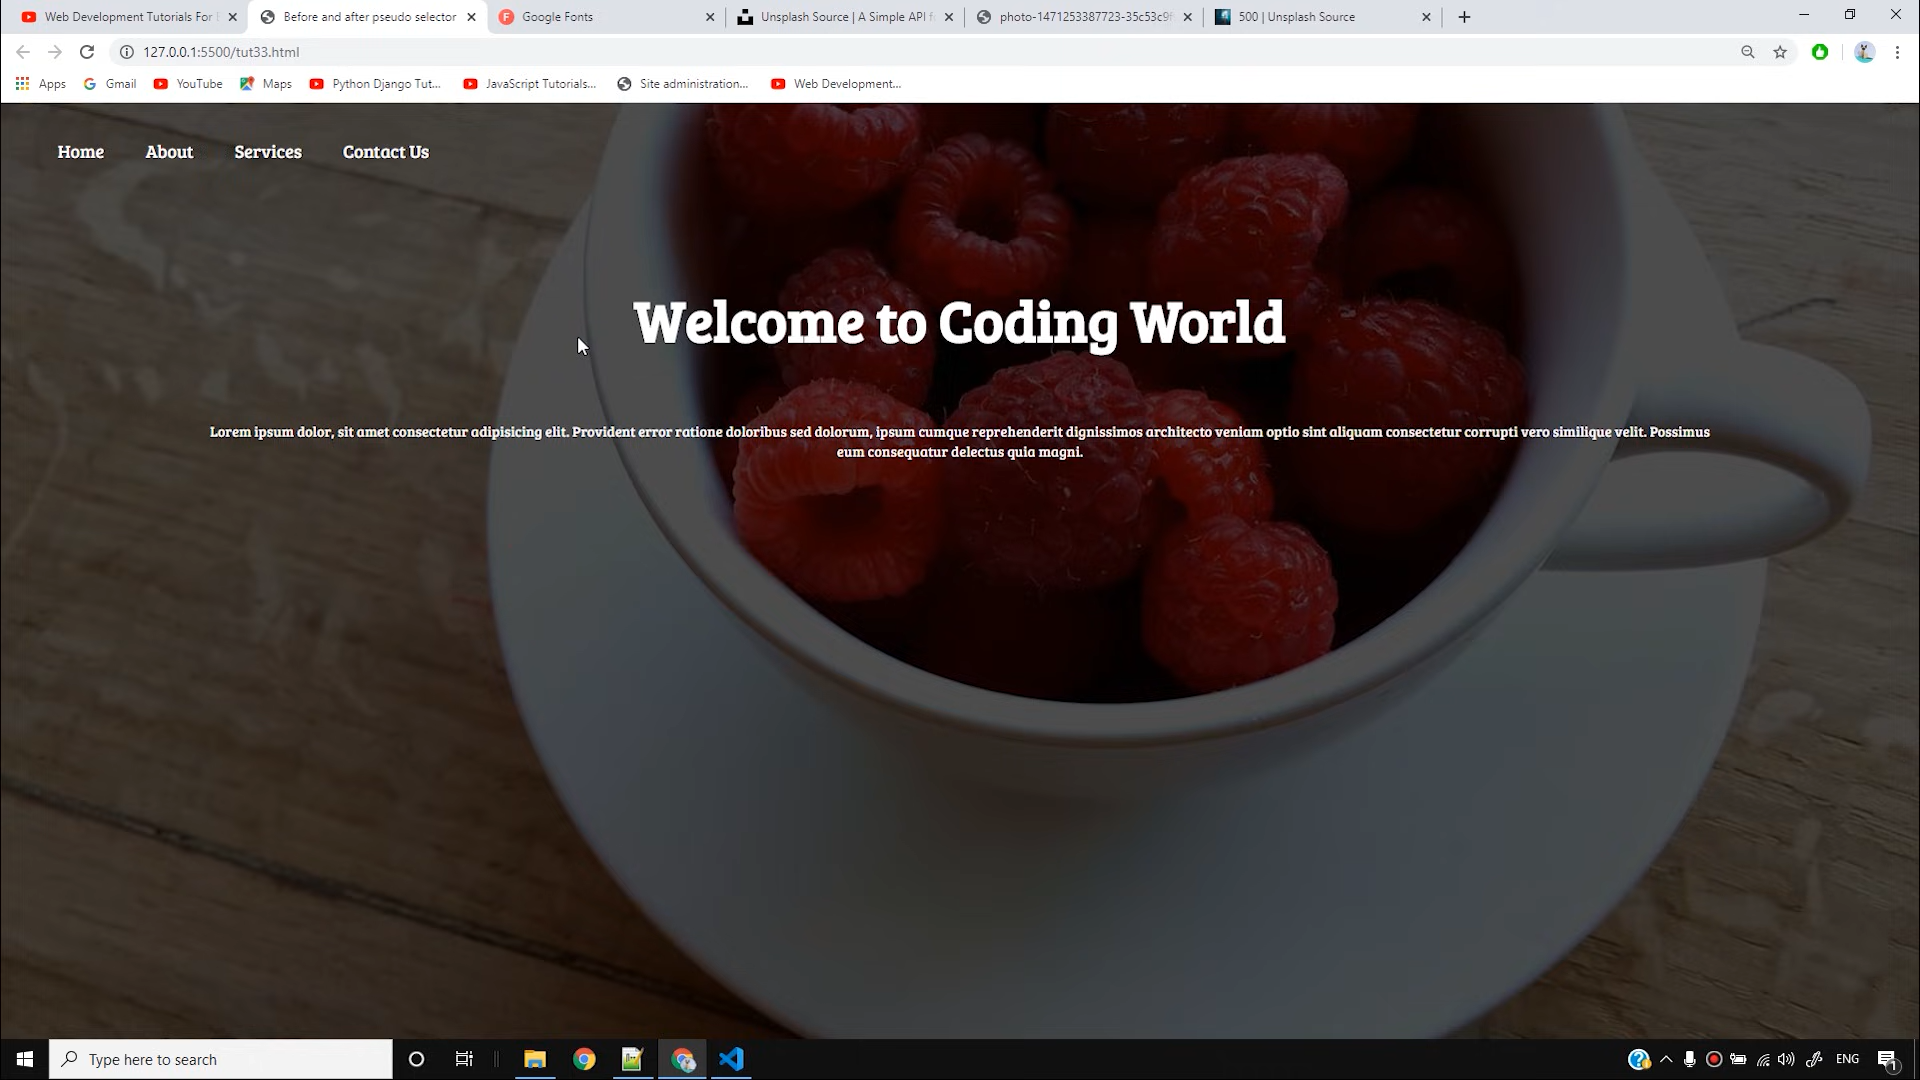 Web Development Tutorials For
Before and after pseudo selector
Google Fonts
Unsplash Source | A Simple API f
photo-1471253387723-35c53c9f
500 | Unsplash Source
127.0.0.1:5500/tut33.html
Apps
Gmail
YouTube
Maps
Python Django Tut...
JavaScript Tutorials...
Site administration...
Web Development...
Home
About
Services
Contact Us
Welcome to Coding World
Lorem ipsum dolor, sit amet consectetur adipisicing elit. Provident error ratione doloribus sed dolorum, ipsum cumque reprehenderit dignissimos architecto veniam optio sint aliquam consectetur corrupti vero similique velit. Possimus
eum consequatur delectus quia magni.
Type here to search
ENG
1